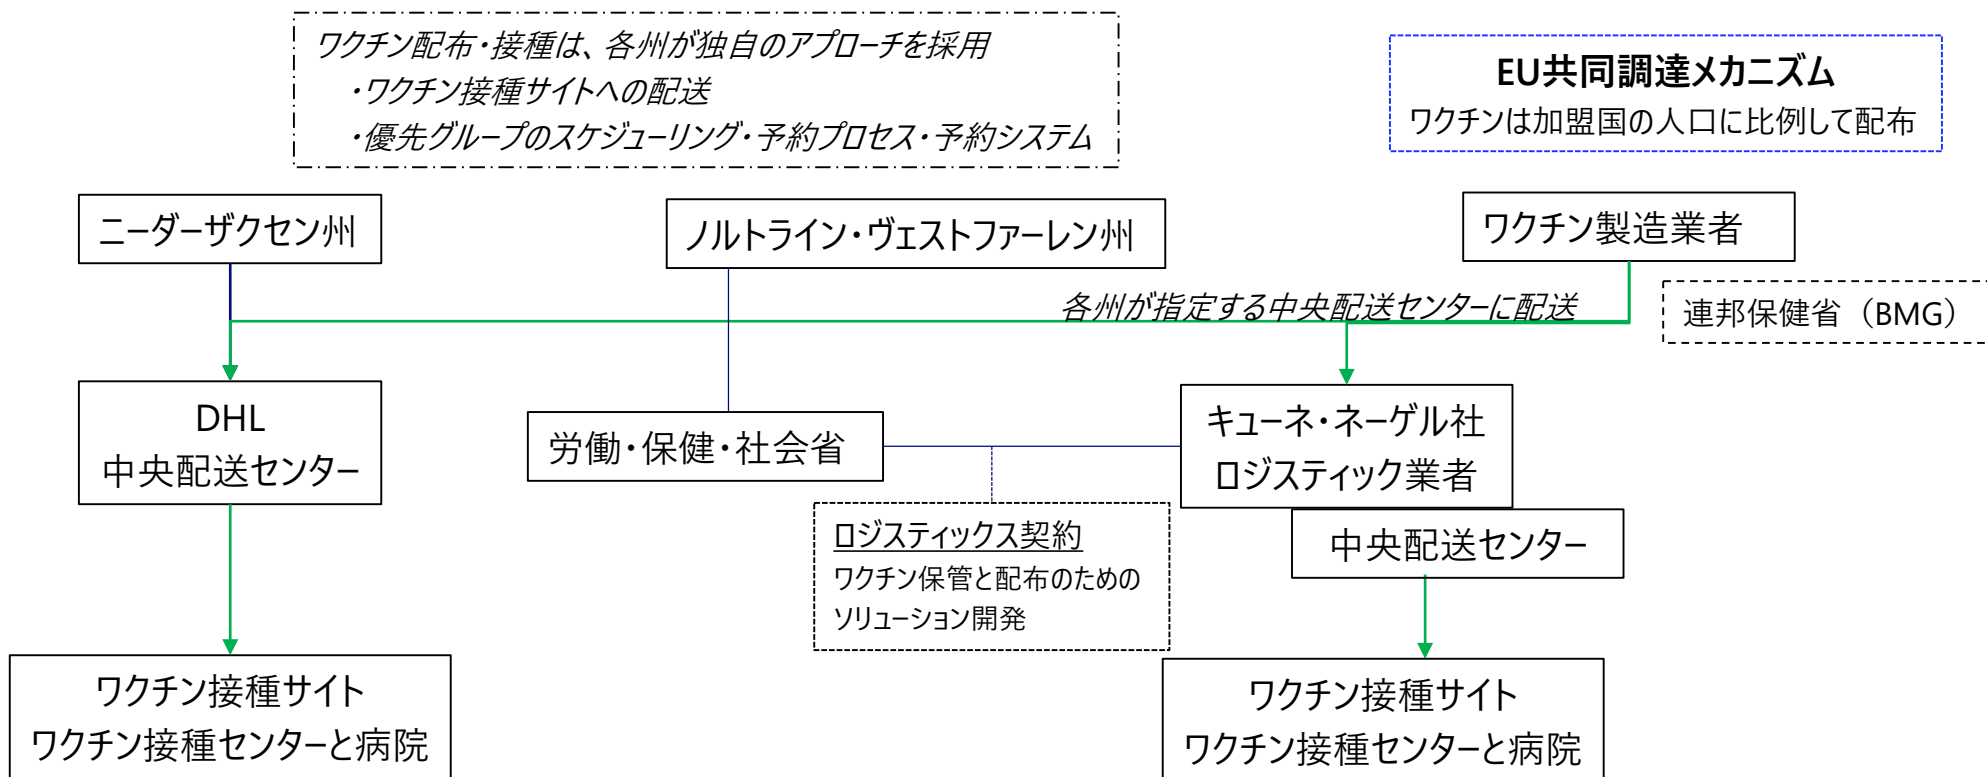 ワクチン配布・接種は、各州が独自のアプローチを採用
・ワクチン接種サイトへの配送
・優先グループのスケジューリング・予約プロセス・予約システム
EU共同調達メカニズム
ワクチンは加盟国の人口に比例して配布
ニーダーザクセン州
ノルトライン・ヴェストファーレン州
ワクチン製造業者
各州が指定する中央配送センターに配送
連邦保健省（BMG）
DHL
中央配送センター
労働・保健・社会省
キューネ・ネーゲル社
ロジスティック業者
中央配送センター
ロジスティックス契約
ワクチン保管と配布のための
ソリューション開発
ワクチン接種サイト
ワクチン接種センターと病院
ワクチン接種サイト
ワクチン接種センターと病院